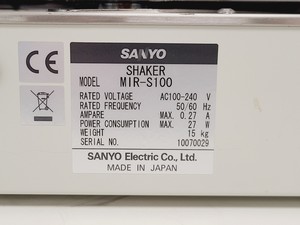 CE
SANYO
SHAKER
MODEL MIR-S100
RATED VOLTAGE AC100-240 V
RATED FREQUENCY 50/60 Hz
AMPARE MAX. 0.27 A
POWER CONSUMPTION MAX. 27 W
WEIGHT 15 kg
SERIAL NO. 10070029
SANYO Electric Co., Ltd.
MADE IN JAPAN